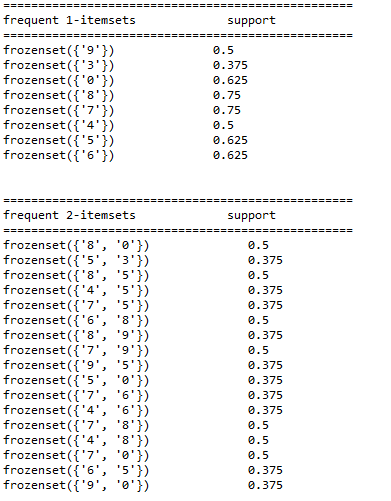 ==================================================
frequent 1-itemsets             support
==================================================
frozenset({'9'})              0.5
frozenset({'3'})              0.375
frozenset({'0'})              0.625
frozenset({'8'})              0.75
frozenset({'7'})              0.75
frozenset({'4'})              0.5
frozenset({'5'})              0.625
frozenset({'6'})              0.625
==================================================
frequent 2-itemsets             support
==================================================
frozenset({'8', '0'})              0.5
frozenset({'5', '3'})              0.375
frozenset({'8', '5'})              0.5
frozenset({'4', '5'})              0.375
frozenset({'7', '5'})              0.375
frozenset({'6', '8'})              0.5
frozenset({'8', '9'})              0.375
frozenset({'7', '9'})              0.5
frozenset({'9', '5'})              0.375
frozenset({'5', '0'})              0.375
frozenset({'7', '6'})              0.375
frozenset({'4', '6'})              0.375
frozenset({'7', '8'})              0.5
frozenset({'4', '8'})              0.5
frozenset({'7', '0'})              0.5
frozenset({'6', '5'})              0.375
frozenset({'9', '0'})              0.375